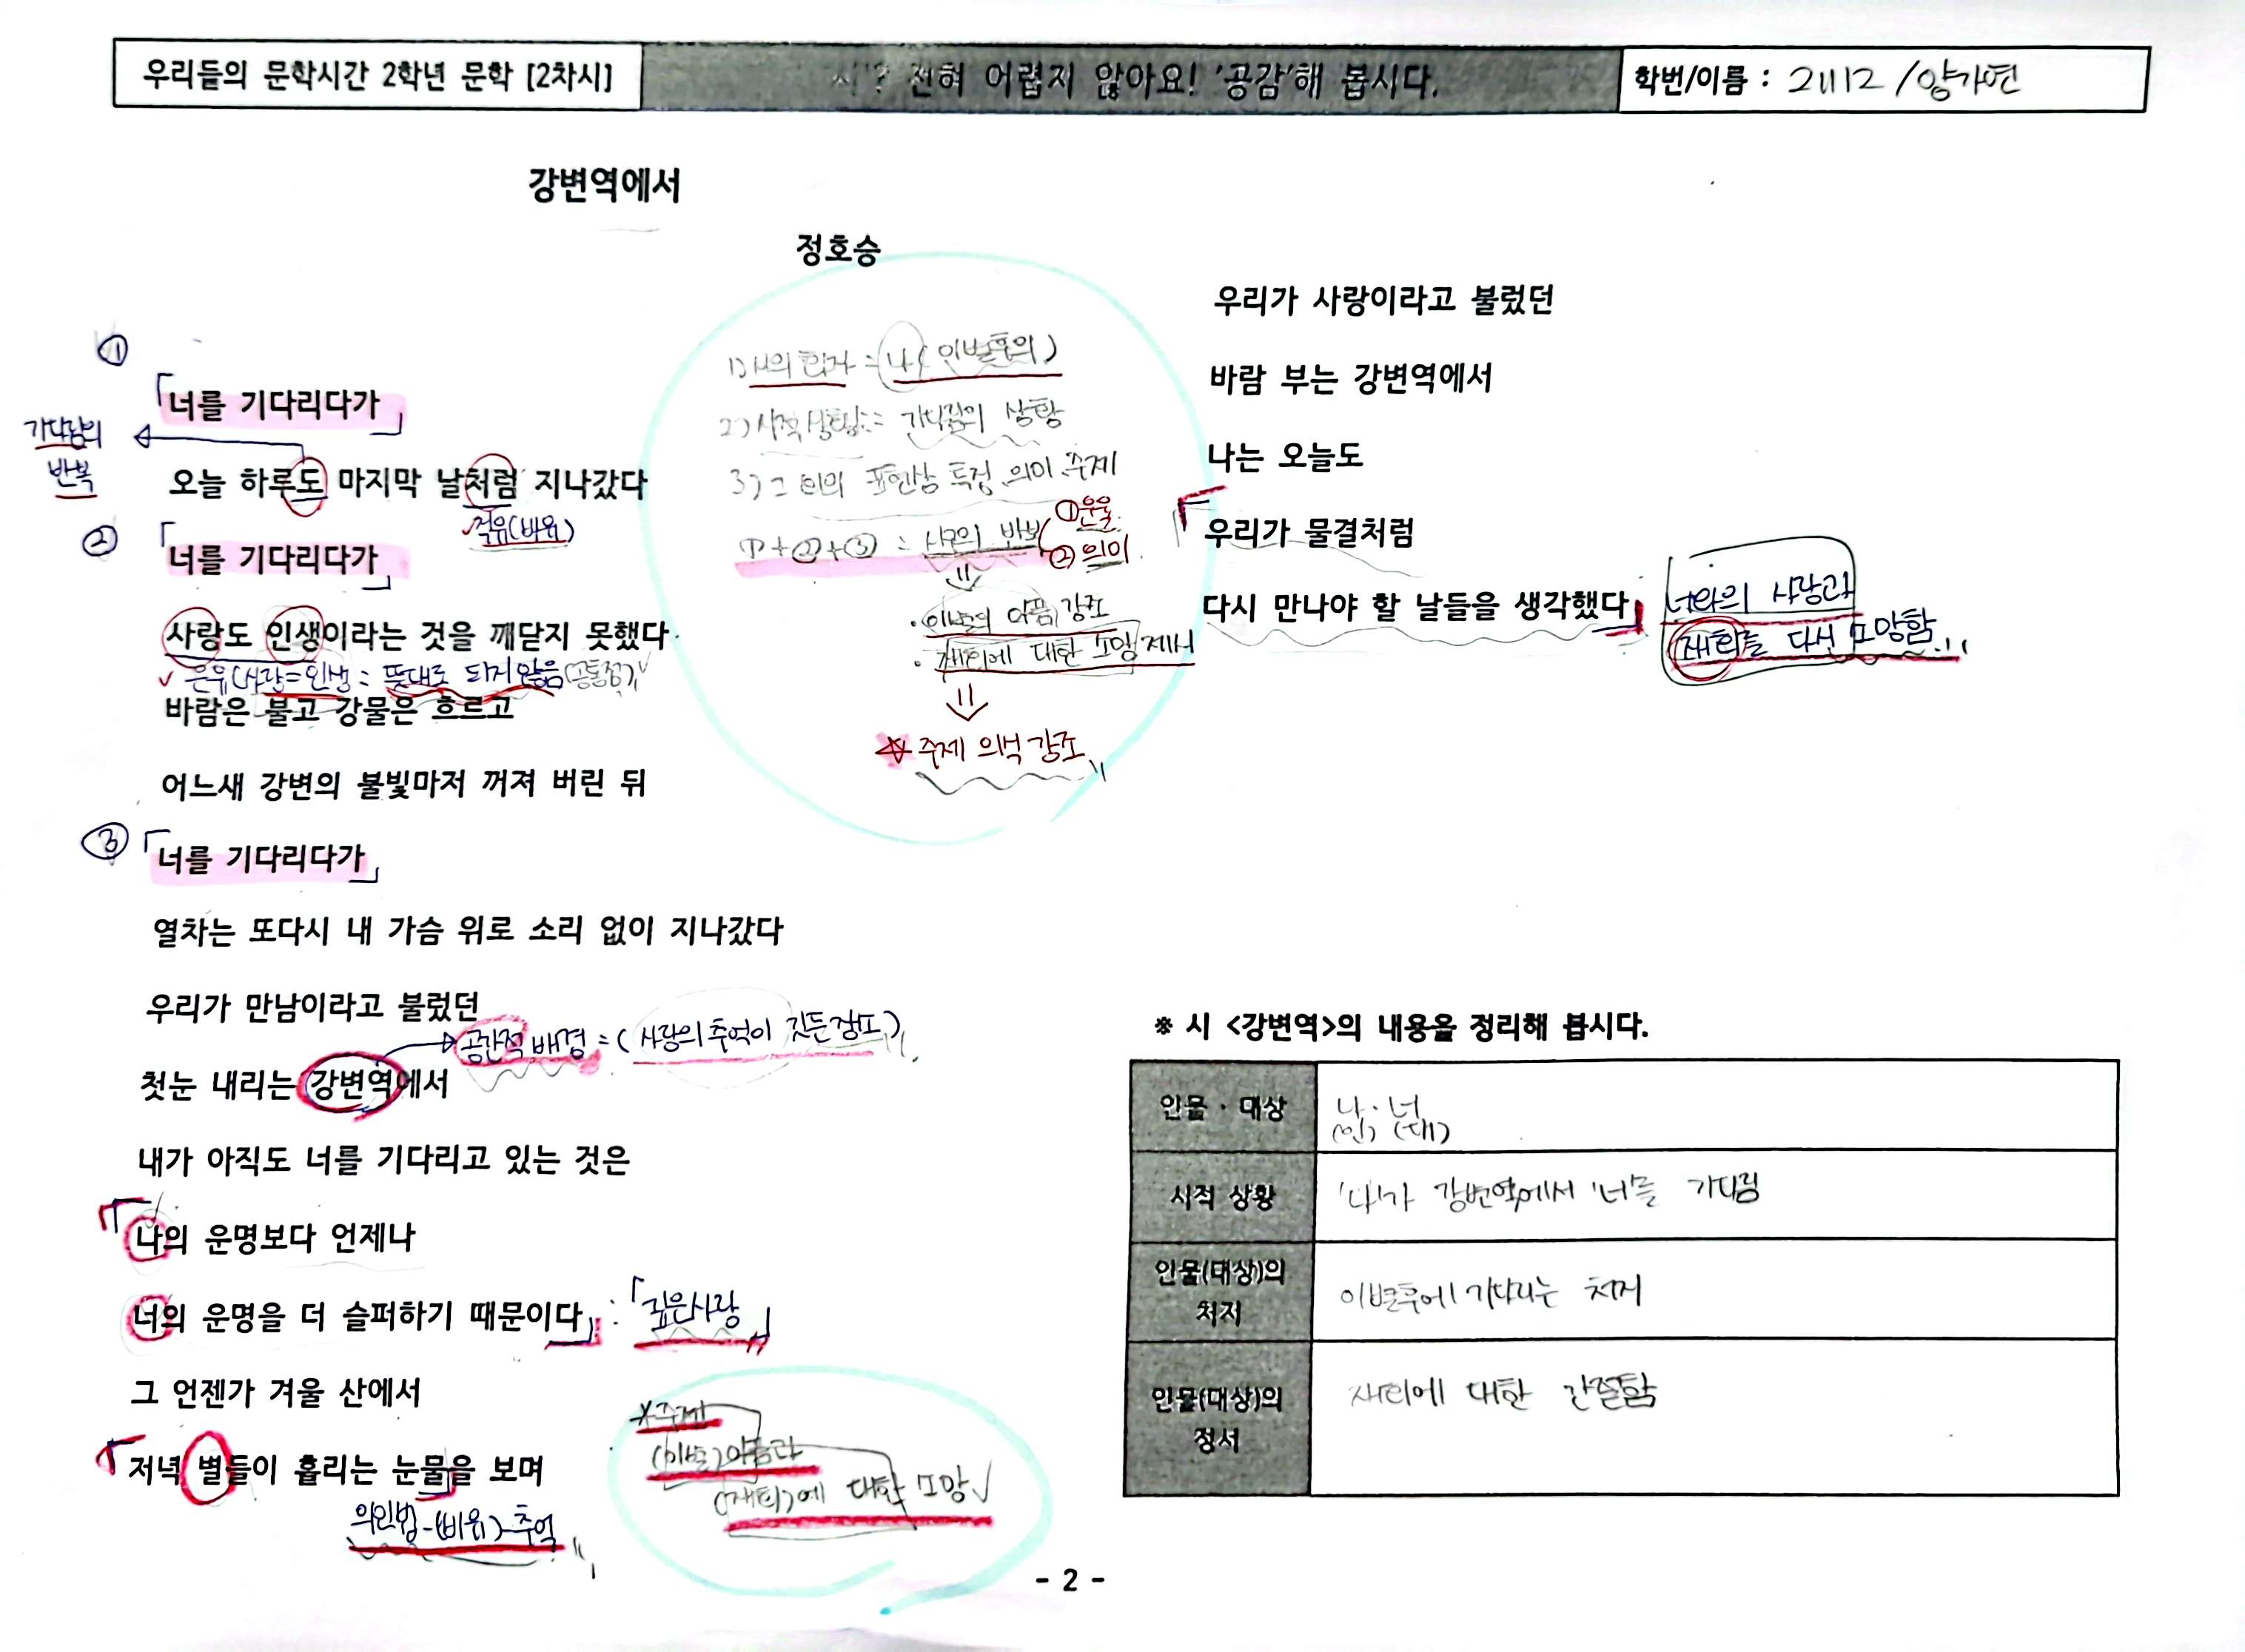 우리들의 문학시간 2학년 문학 [2차시]
시? 전혀 어렵지 않아요! '공감'해 봅시다.
학번/이름 : 21112 / 양가연
강변역에서
정호승
①
너를 기다리다가
기다림의
반복
오늘 하루도 마지막 날처럼 지나갔다
직유(비유)
②
너를 기다리다가
사랑도 인생이라는 것을 깨닫지 못했다
은유(사랑=인생 : 뜻대로 되지 않음(공통점))
바람은 불고 강물은 흐르고
어느새 강변의 불빛마저 꺼져 버린 뒤
③
너를 기다리다가
열차는 또다시 내 가슴 위로 소리 없이 지나갔다
우리가 만남이라고 불렀던
공간적 배경 = (사랑의 추억이 깃든 장소)
첫눈 내리는 강변역에서
내가 아직도 너를 기다리고 있는 것은
나의 운명보다 언제나
너의 운명을 더 슬퍼하기 때문이다 : 「깊은사랑」
그 언젠가 겨울 산에서
저녁 별들이 흘리는 눈물을 보며
의인법-(비유)-추억
*주제
(이별)아픔과
(재회)에 대한 소망
1) 시의 화자 = 나 (이별후의)
2) 시적 상황 : 기다림의 상황
3) 그 외의 표현상 특징, 의미, 주제
①+②+③ = 시구의 반복
①운율
②의미
· 이별의 아픔 강조
· 재회에 대한 소망 제시
주제 의식 강조
우리가 사랑이라고 불렀던
바람 부는 강변역에서
나는 오늘도
우리가 물결처럼
다시 만나야 할 날들을 생각했다
너와의 사랑과
재회를 다시 소망함
※ 시 <강변역>의 내용을 정리해 봅시다.
인물 · 대상
나 · 너
(인) (대)
시적 상황
'나'가 강변역에서 '너'를 기다림
인물(대상)의
처지
이별후에 기다리는 처지
인물(대상)의
정서
재회에 대한 간절함
- 2 -